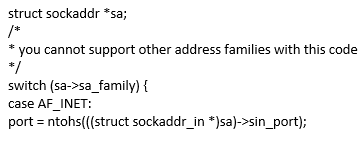 struct sockaddr *sa;
/*
* you cannot support other address families with this code
*/
switch (sa->sa_family) {
case AF_INET:
port = ntohs(((struct sockaddr_in *)sa)->sin_port);